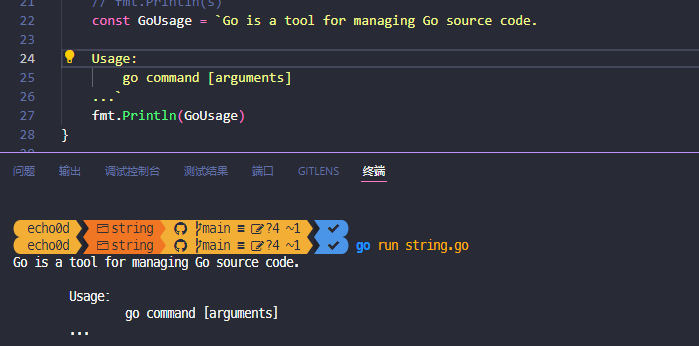 21 // fmt.Println(s)
22 const GoUsage = `Go is a tool for managing Go source code.
23
24 Usage:
25 go command [arguments]
26 ...`
27 fmt.Println(GoUsage)
28 }
29
问题 输出 调试控制台 测试结果 端口 GITLENS 终端
echo0d string main ≡ ?4 ~1
echo0d string main ≡ ?4 ~1 go run string.go
Go is a tool for managing Go source code.
Usage:
go command [arguments]
...